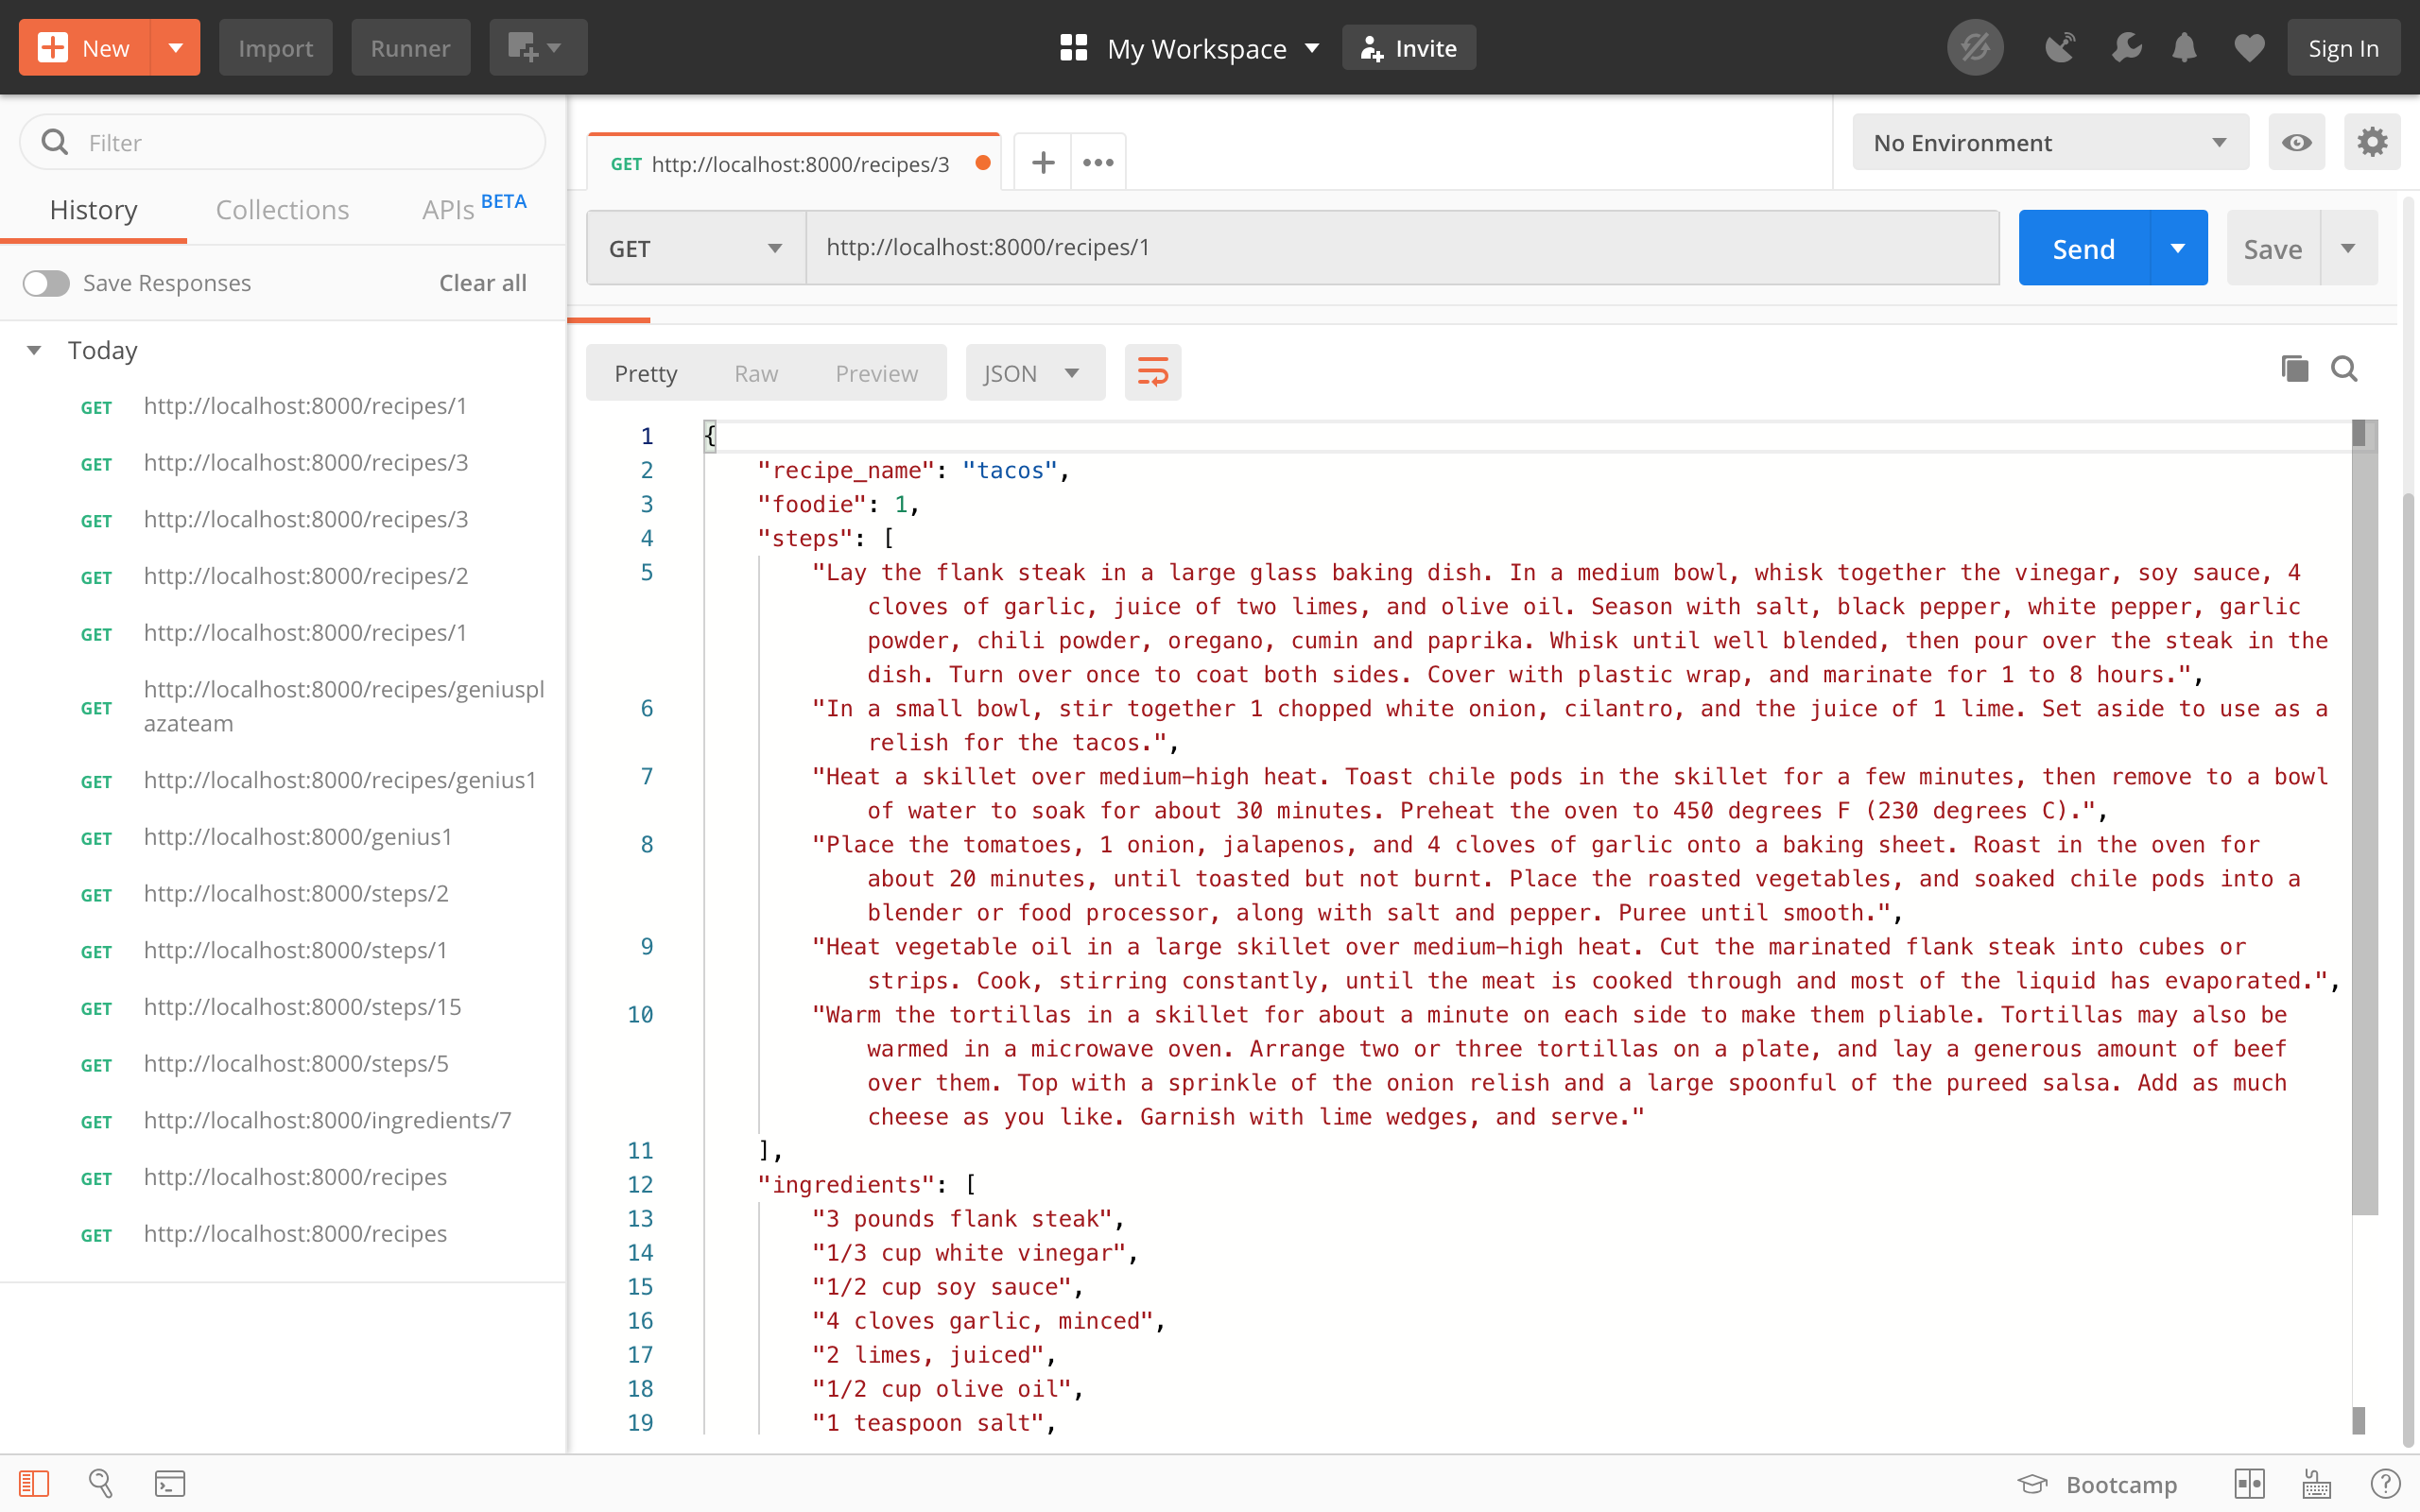 New
Import
Runner
My Workspace
Invite
Sign In
Filter
History
Collections
APIs BETA
Save Responses
Clear all
Today
GET http://localhost:8000/recipes/1
GET http://localhost:8000/recipes/3
GET http://localhost:8000/recipes/3
GET http://localhost:8000/recipes/2
GET http://localhost:8000/recipes/1
GET http://localhost:8000/recipes/geniuspl
azateam
GET http://localhost:8000/recipes/genius1
GET http://localhost:8000/genius1
GET http://localhost:8000/steps/2
GET http://localhost:8000/steps/1
GET http://localhost:8000/steps/15
GET http://localhost:8000/steps/5
GET http://localhost:8000/ingredients/7
GET http://localhost:8000/recipes
GET http://localhost:8000/recipes
GET http://localhost:8000/recipes/3
No Environment
GET
http://localhost:8000/recipes/1
Send
Save
Pretty
Raw
Preview
JSON
1 {
2 "recipe_name": "tacos",
3 "foodie": 1,
4 "steps": [
5 "Lay the flank steak in a large glass baking dish. In a medium bowl, whisk together the vinegar, soy sauce, 4
cloves of garlic, juice of two limes, and olive oil. Season with salt, black pepper, white pepper, garlic
powder, chili powder, oregano, cumin and paprika. Whisk until well blended, then pour over the steak in the
dish. Turn over once to coat both sides. Cover with plastic wrap, and marinate for 1 to 8 hours.",
6 "In a small bowl, stir together 1 chopped white onion, cilantro, and the juice of 1 lime. Set aside to use as a
relish for the tacos.",
7 "Heat a skillet over medium-high heat. Toast chile pods in the skillet for a few minutes, then remove to a bowl
of water to soak for about 30 minutes. Preheat the oven to 450 degrees F (230 degrees C).",
8 "Place the tomatoes, 1 onion, jalapenos, and 4 cloves of garlic onto a baking sheet. Roast in the oven for
about 20 minutes, until toasted but not burnt. Place the roasted vegetables, and soaked chile pods into a
blender or food processor, along with salt and pepper. Puree until smooth.",
9 "Heat vegetable oil in a large skillet over medium-high heat. Cut the marinated flank steak into cubes or
strips. Cook, stirring constantly, until the meat is cooked through and most of the liquid has evaporated.",
10 "Warm the tortillas in a skillet for about a minute on each side to make them pliable. Tortillas may also be
warmed in a microwave oven. Arrange two or three tortillas on a plate, and lay a generous amount of beef
over them. Top with a sprinkle of the onion relish and a large spoonful of the pureed salsa. Add as much
cheese as you like. Garnish with lime wedges, and serve."
11 ],
12 "ingredients": [
13 "3 pounds flank steak",
14 "1/3 cup white vinegar",
15 "1/2 cup soy sauce",
16 "4 cloves garlic, minced",
17 "2 limes, juiced",
18 "1/2 cup olive oil",
19 "1 teaspoon salt",
Bootcamp